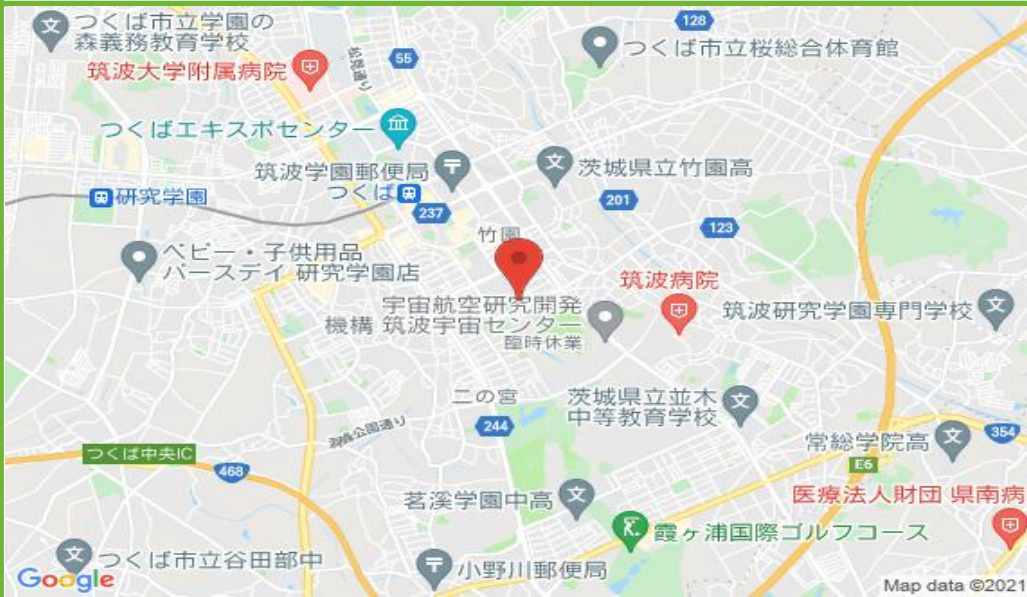 つくば市立学園の
森義務教育学校
128
つくば市立桜総合体育館
55
筑波大学附属病院
つくばエキスポセンター
筑波学園郵便局
茨城県立竹園高
研究学園
つくば
201
237
123
竹園
ベビー・子供用品
バースデイ 研究学園店
筑波病院
宇宙航空研究開発
機構 筑波宇宙センター
臨時休業
筑波研究学園専門学校
二の宮
茨城県立並木
中等教育学校
244
洞峰公園通り
常総学院高
354
つくば中央IC
468
E6
茗溪学園中高
医療法人財団 県南病
霞ヶ浦国際ゴルフコース
つくば市立谷田部中
小野川郵便局
Google
Map data ©2021